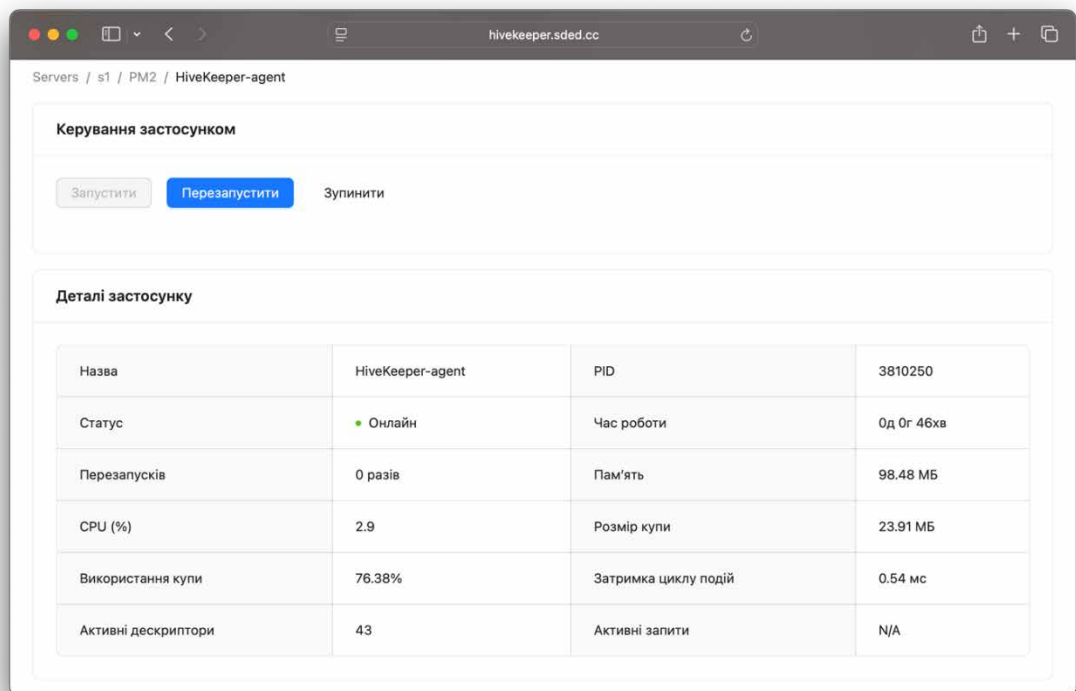 hivekeeper.sded.cc
Servers / s1 / PM2 / HiveKeeper-agent
Керування застосунком
Запустити Перезапустити Зупинити
Деталі застосунку
Назва HiveKeeper-agent PID 3810250
Статус Онлайн Час роботи 0д 0г 46хв
Перезапусків 0 разів Пам'ять 98.48 МБ
CPU (%) 2.9 Розмір купи 23.91 МБ
Використання купи 76.38% Затримка циклу подій 0.54 мс
Активні дескриптори 43 Активні запити N/A